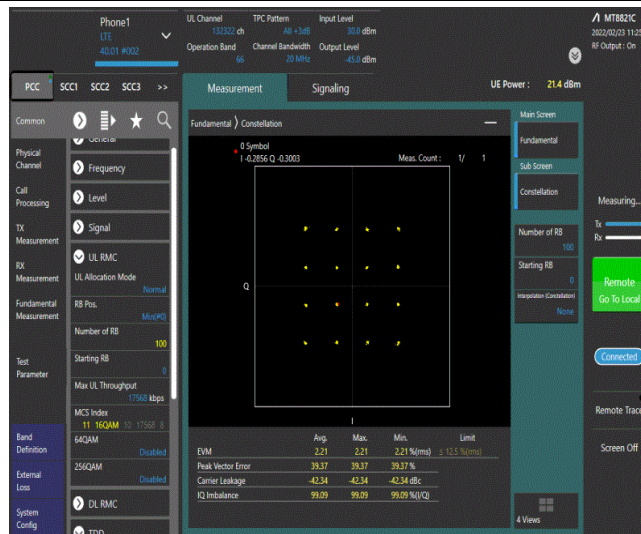 Phone1
LTE
40.01 #002
UL Channel
132322 ch
TPC Pattern
All +3dB
Input Level
30.0 dBm
Operation Band
66
Channel Bandwidth
20 MHz
Output Level
-45.0 dBm
MT8821C
2022/02/23 11:25
RF Output : On
PCC
SCC1
SCC2
SCC3
>>
Measurement
Signaling
UE Power : 21.4 dBm
Common
Physical
Channel
Call
Processing
TX
Measurement
RX
Measurement
Fundamental
Measurement
Test
Parameter
Band
Definition
External
Loss
System
Config
General
Frequency
Level
Signal
UL RMC
UL Allocation Mode
Normal
RB Pos.
Min(#0)
Number of RB
100
Starting RB
0
Max UL Throughput
17568 kbps
MCS Index
11 16QAM 10 17568 8
64QAM
Disabled
256QAM
Disabled
DL RMC
TDD
Fundamental > Constellation
0 Symbol
I -0.2856 Q -0.3003
Meas. Count : 1/ 1
Q
I
Avg. Max. Min. Limit
EVM 2.21 2.21 2.21 %(rms) ≤ 12.5 %(rms)
Peak Vector Error 39.37 39.37 39.37 %
Carrier Leakage -42.34 -42.34 -42.34 dBc
IQ Imbalance 99.09 99.09 99.09 %(I/Q)
Main Screen
Fundamental
Sub Screen
Constellation
Number of RB
100
Starting RB
0
Interpolation (Constellation)
None
4 Views
Measuring...
Tx
Rx
Remote
Go To Local
Connected
Remote Trace
Screen Off